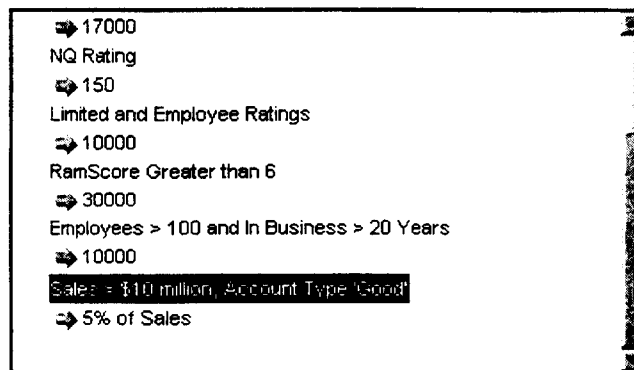 17000
NQ Rating
150
Limited and Employee Ratings
10000
RamScore Greater than 6
30000
Employees > 100 and In Business > 20 Years
10000
Sales = $10 million, Account Type 'Good'
5% of Sales